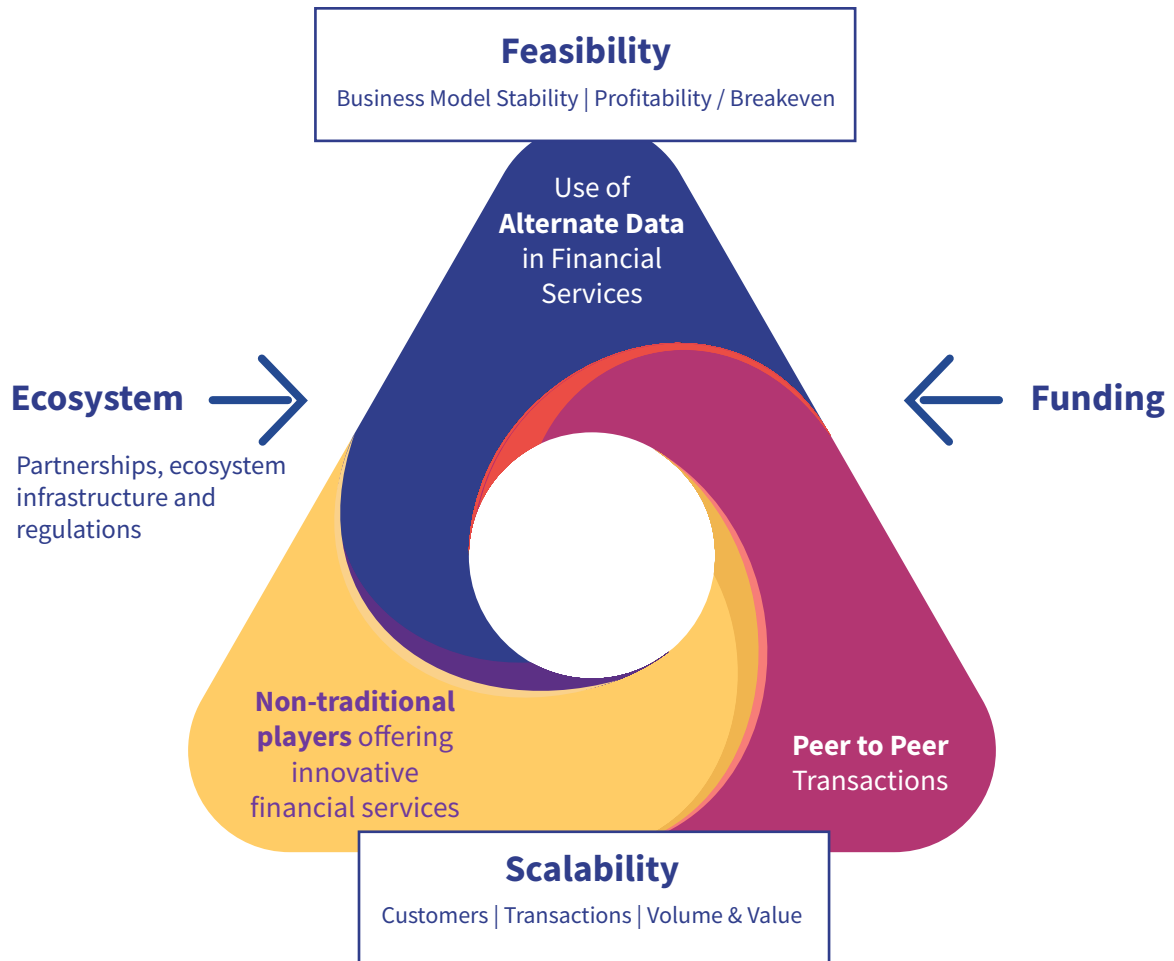 Feasibility
Business Model Stability | Profitability / Breakeven
Use of
Alternate Data
in Financial
Services
Ecosystem
Partnerships, ecosystem
infrastructure and
regulations
Funding
Non-traditional
players offering
innovative
financial services
Peer to Peer
Transactions
Scalability
Customers | Transactions | Volume & Value